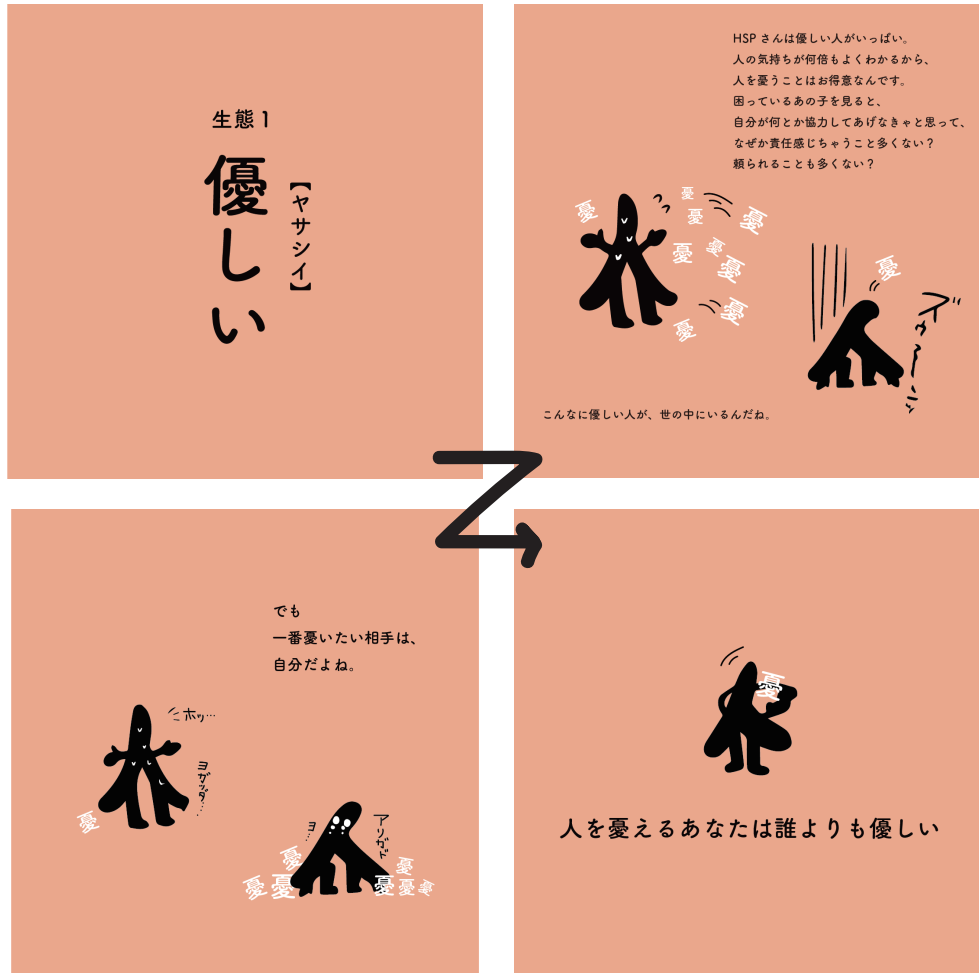 生態1
優しい
【ヤサシイ】
HSPさんは優しい人がいっぱい。
人の気持ちが何倍もよくわかるから、
人を憂うことはお得意なんです。
困っているあの子を見ると、
自分が何とか協力してあげなきゃと思って、
なぜか責任感じちゃうこと多くない？
頼られることも多くない？
憂
憂
憂
憂
憂
憂
憂
憂
憂
憂
ズゥーン
こんなに優しい人が、世の中にいるんだね。
でも
一番憂いたい相手は、
自分だよね。
ホッ…
ヨガッダ…
憂
ヨ…
アリガド
憂
憂
憂
憂
憂
憂
憂
憂
人を憂えるあなたは誰よりも優しい